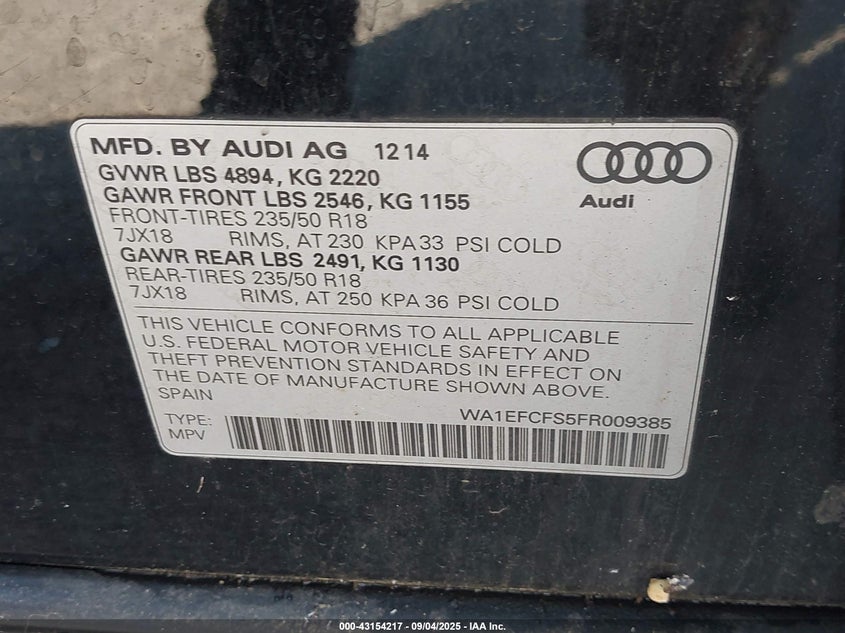 MFD. BY AUDI AG 12 14
GVWR LBS 4894, KG 2220
GAWR FRONT LBS 2546, KG 1155
FRONT-TIRES 235/50 R18
7JX18 RIMS, AT 230 KPA 33 PSI COLD
GAWR REAR LBS 2491, KG 1130
REAR-TIRES 235/50 R18
7JX18 RIMS, AT 250 KPA 36 PSI COLD
Audi
THIS VEHICLE CONFORMS TO ALL APPLICABLE
U.S. FEDERAL MOTOR VEHICLE SAFETY AND
THEFT PREVENTION STANDARDS IN EFFECT ON
THE DATE OF MANUFACTURE SHOWN ABOVE.
SPAIN
WA1EFCFS5FR009385
TYPE:
MPV
000-43154217 - 09/04/2025 - IAA Inc.